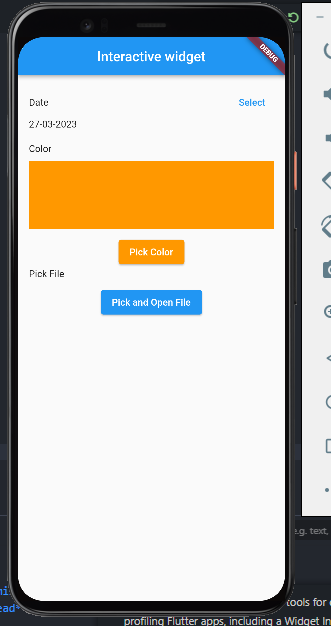 Interactive widget
DEBUG
Date
Select
27-03-2023
Color
Pick Color
Pick File
Pick and Open File
e.g. text,
tools for
profiling Flutter apps, including a Widget In